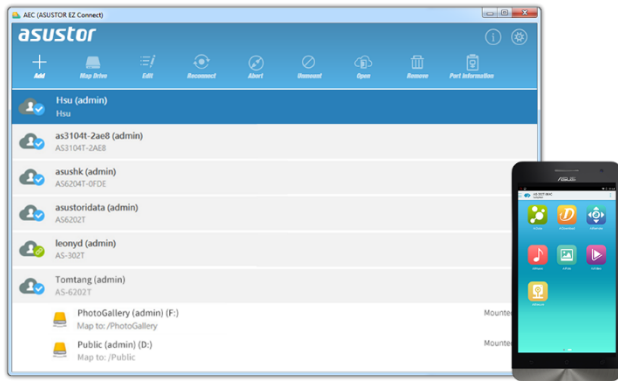 AEC (ASUSTOR EZ Connect)
asustor
Add Map Drive Edit Reconnect Abort Unmount Open Remove Port Information
Hsu (admin)
Hsu
as3104t-2ae8 (admin)
AS3104T-2AE8
asushk (admin)
AS6204T-0FDE
asustoridata (admin)
AS6202T
leonyd (admin)
AS-302T
Tomtang (admin)
AS-6202T
PhotoGallery (admin) (F:)
Mounted
Map to: /PhotoGallery
Public (admin) (D:)
Mounted
Map to: /Public
ASUS